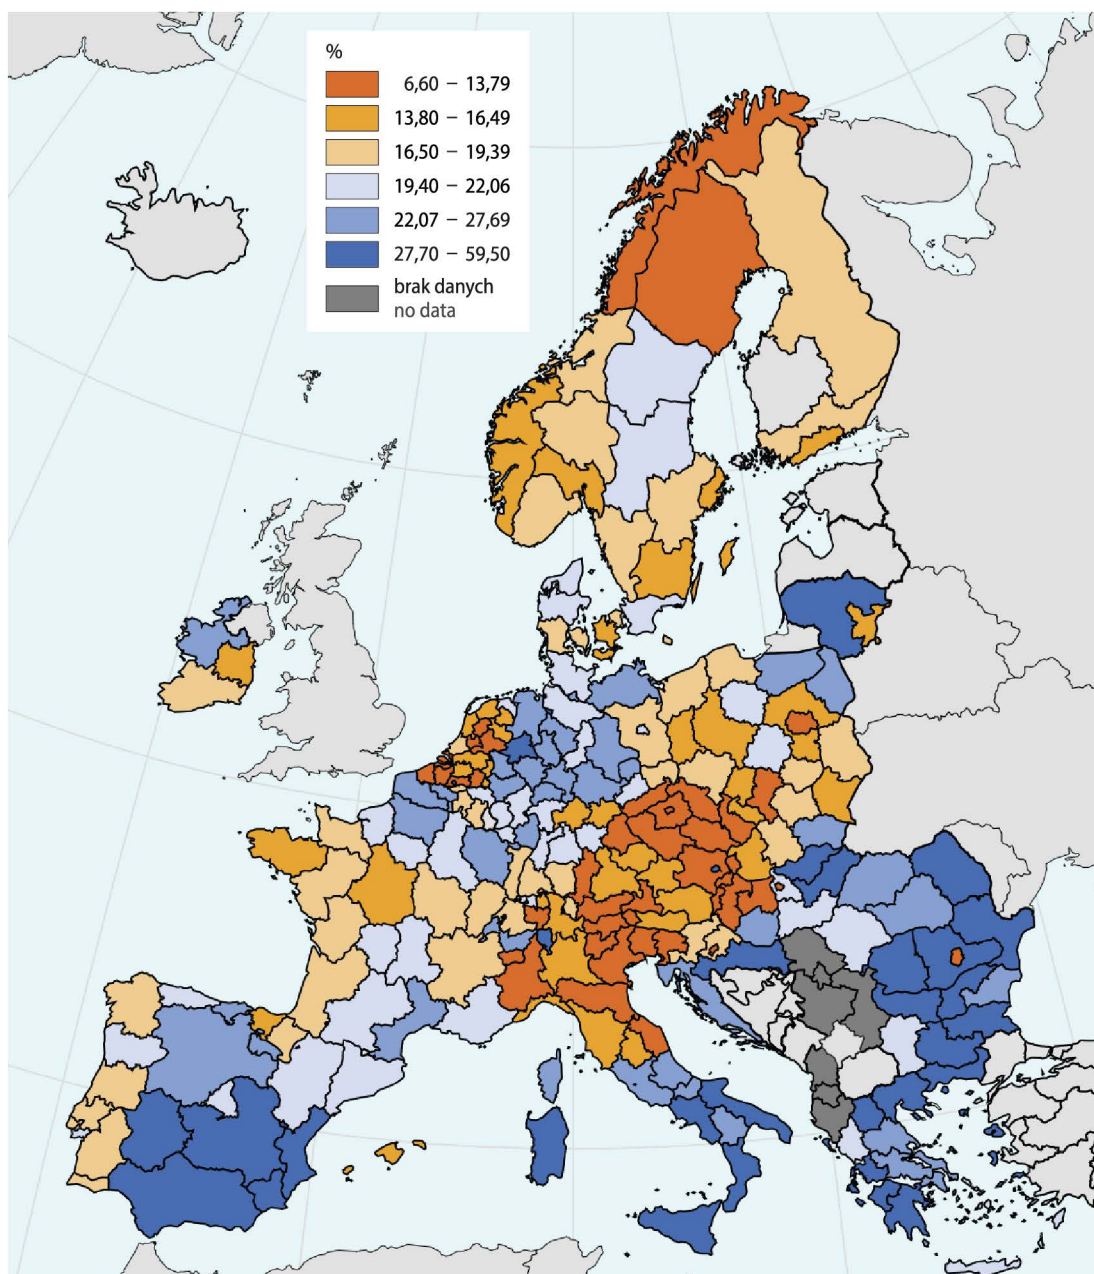 %
6,60 – 13,79
13,80 – 16,49
16,50 – 19,39
19,40 – 22,06
22,07 – 27,69
27,70 – 59,50
brak danych
no data